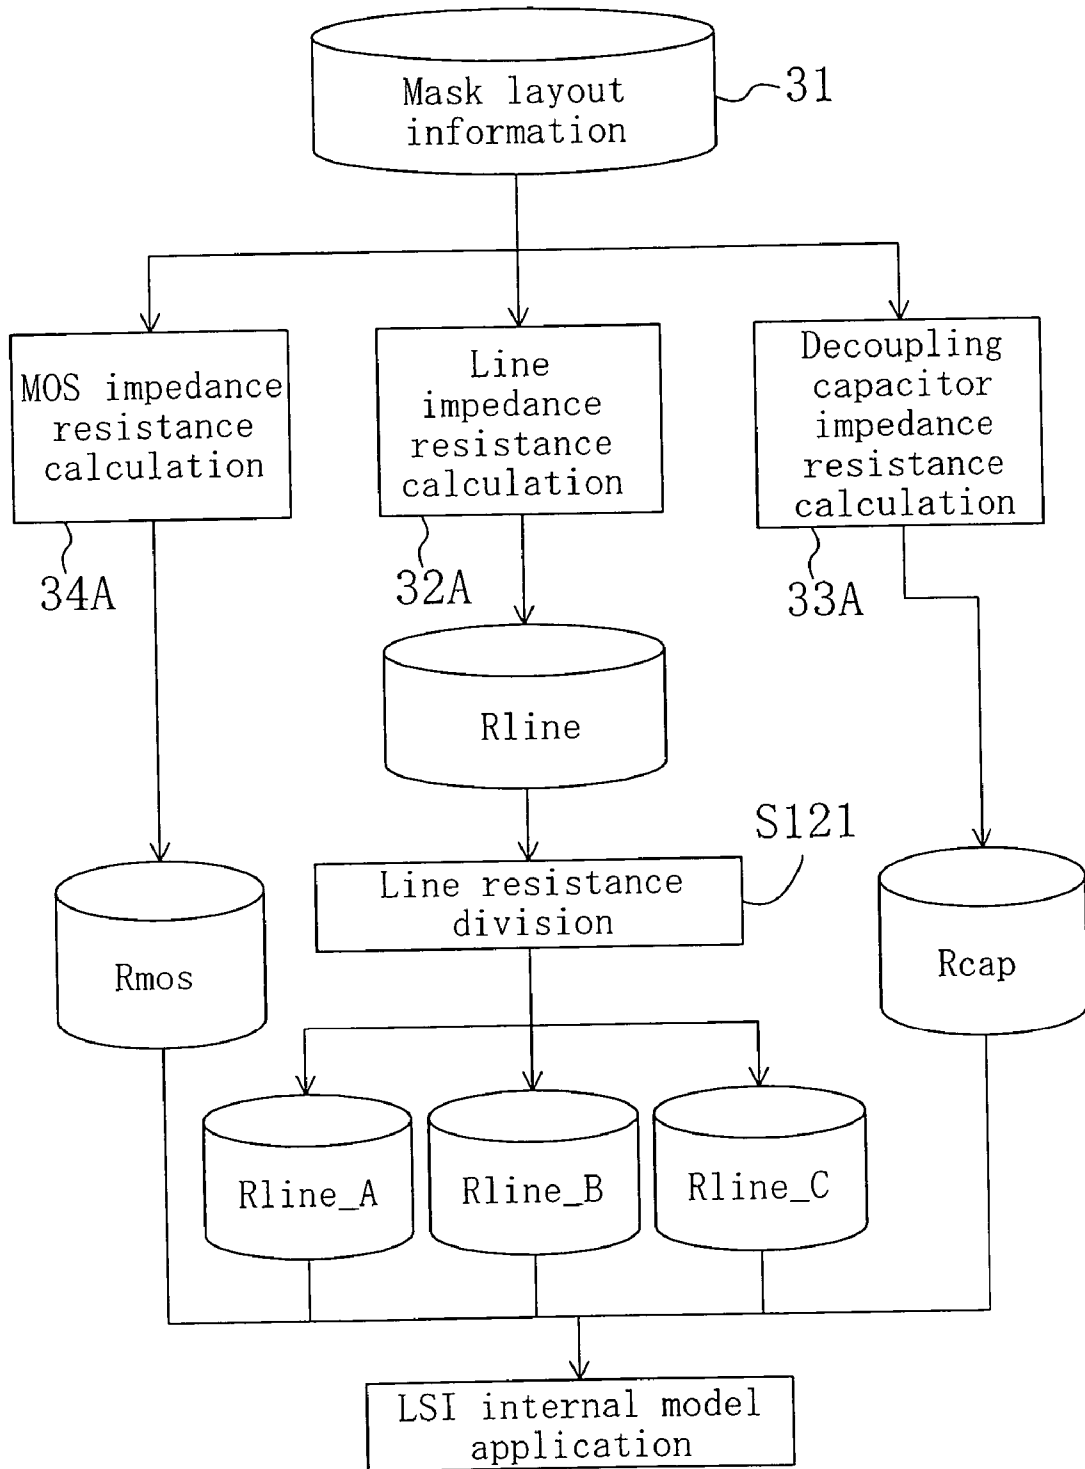 Mask layout
information
31
MOS impedance
resistance
calculation
34A
Line
impedance
resistance
calculation
32A
Decoupling
capacitor
impedance
resistance
calculation
33A
Rline
S121
Line resistance
division
Rmos
Rcap
Rline_A
Rline_B
Rline_C
LSI internal model
application